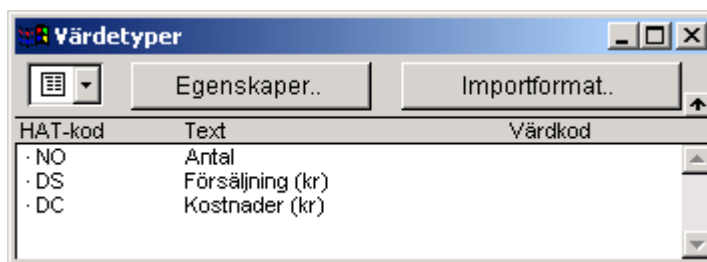 Värdetyper
Egenskaper.. Importformat..
HAT-kod Text Värdkod
· NO Antal
· DS Försäljning (kr)
· DC Kostnader (kr)